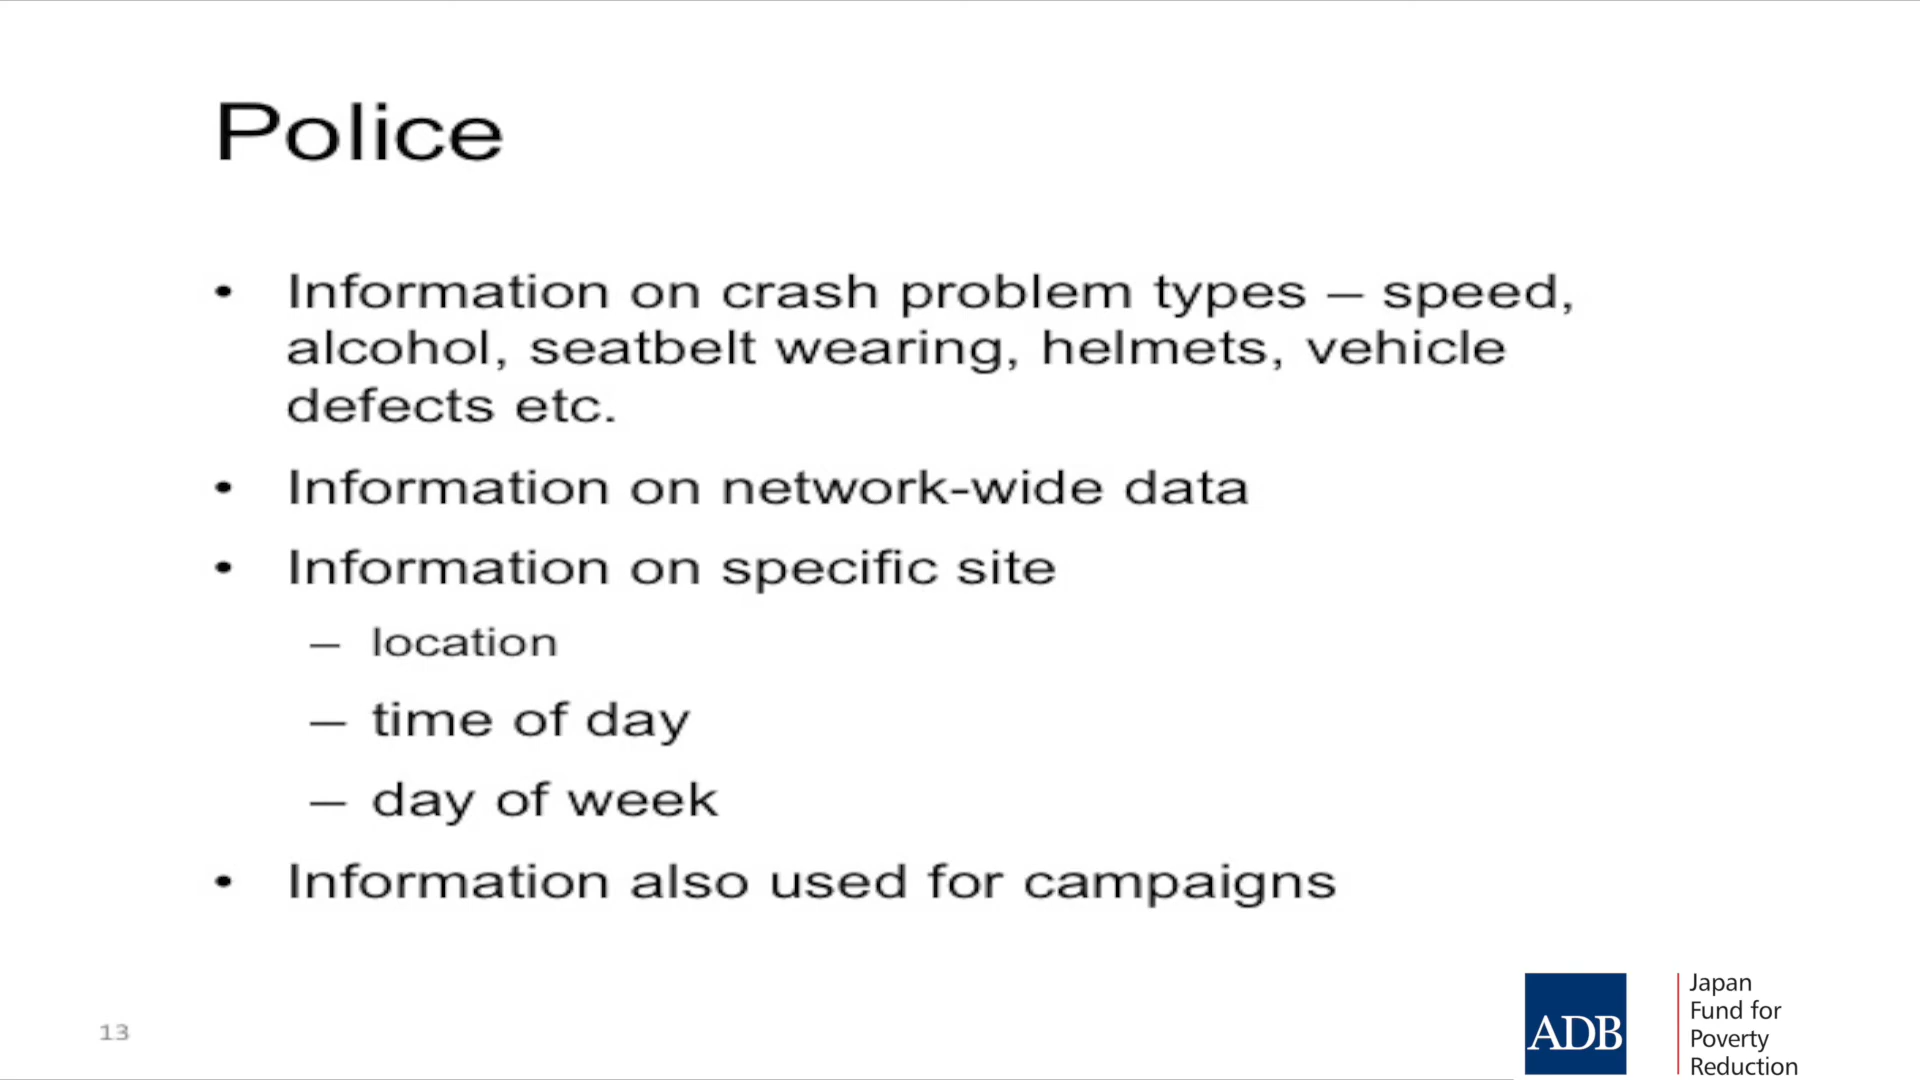 Police
• Information on crash problem types – speed,
alcohol, seatbelt wearing, helmets, vehicle
defects etc.
• Information on network-wide data
• Information on specific site
– location
– time of day
– day of week
• Information also used for campaigns
13
ADB
Japan
Fund for
Poverty
Reduction